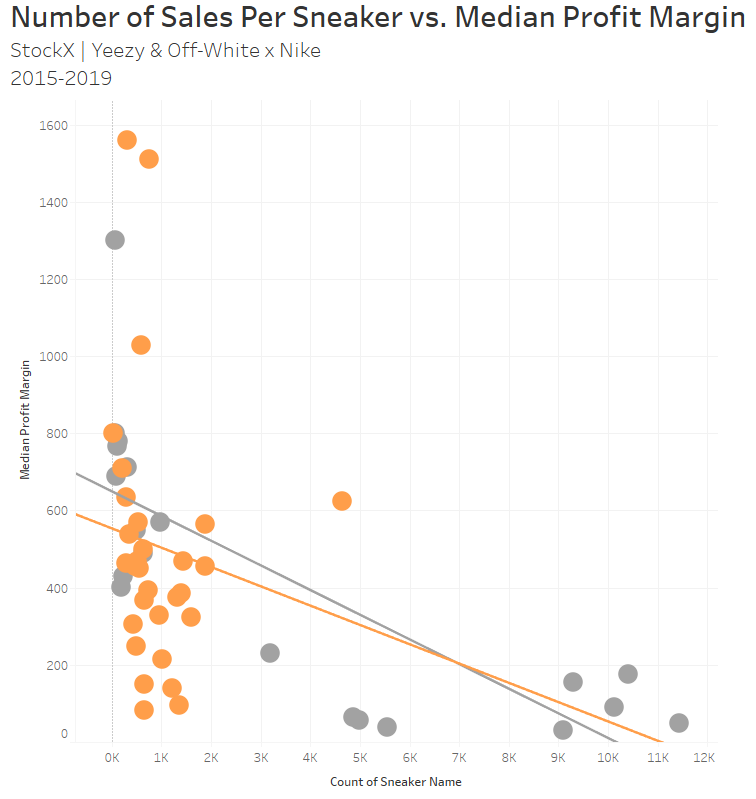 Number of Sales Per Sneaker vs. Median Profit Margin
StockX | Yeezy & Off-White x Nike
2015-2019
1600
1400
1200
1000
800
600
400
200
0
Median Profit Margin
0K 1K 2K 3K 4K 5K 6K 7K 8K 9K 10K 11K 12K
Count of Sneaker Name